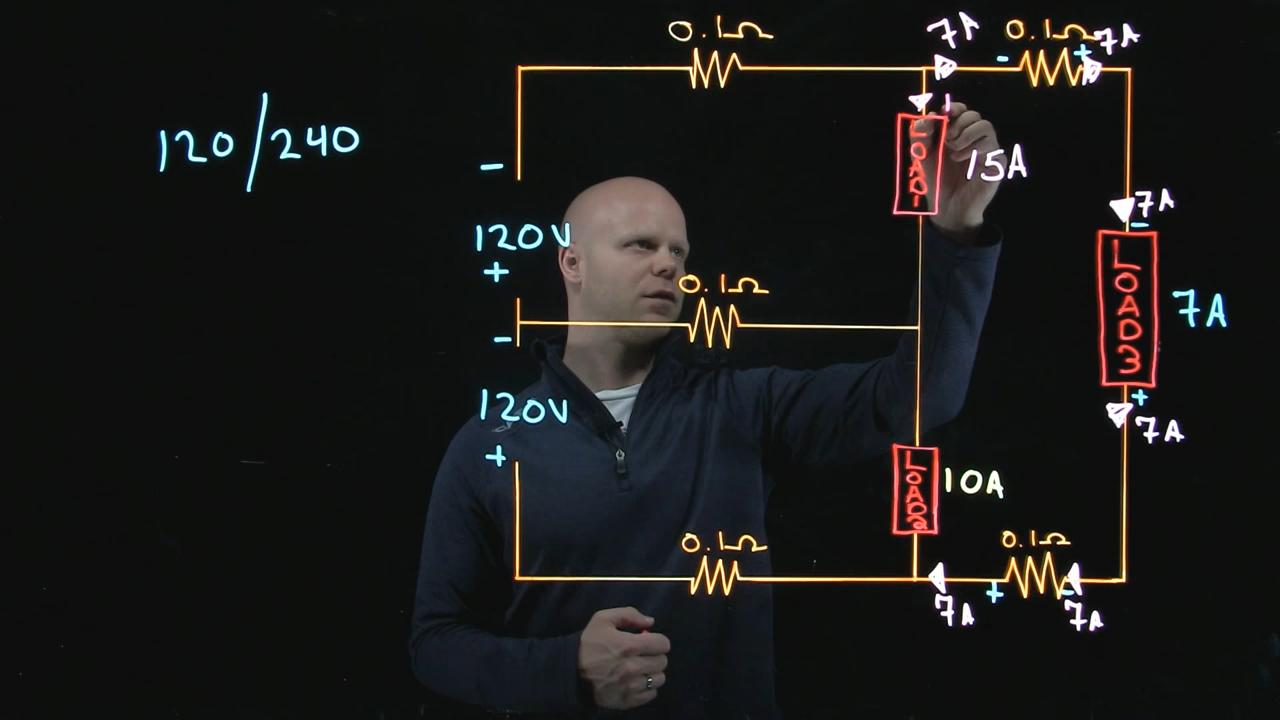 120/240
0.1Ω
7A
0.1Ω
7A
-
+
-
120V
+
-
120V
+
LOAD1
1
15A
0.1Ω
7A
-
LOAD3
7A
+
7A
LOAD2
10A
0.1Ω
0.1Ω
+
-
7A
7A